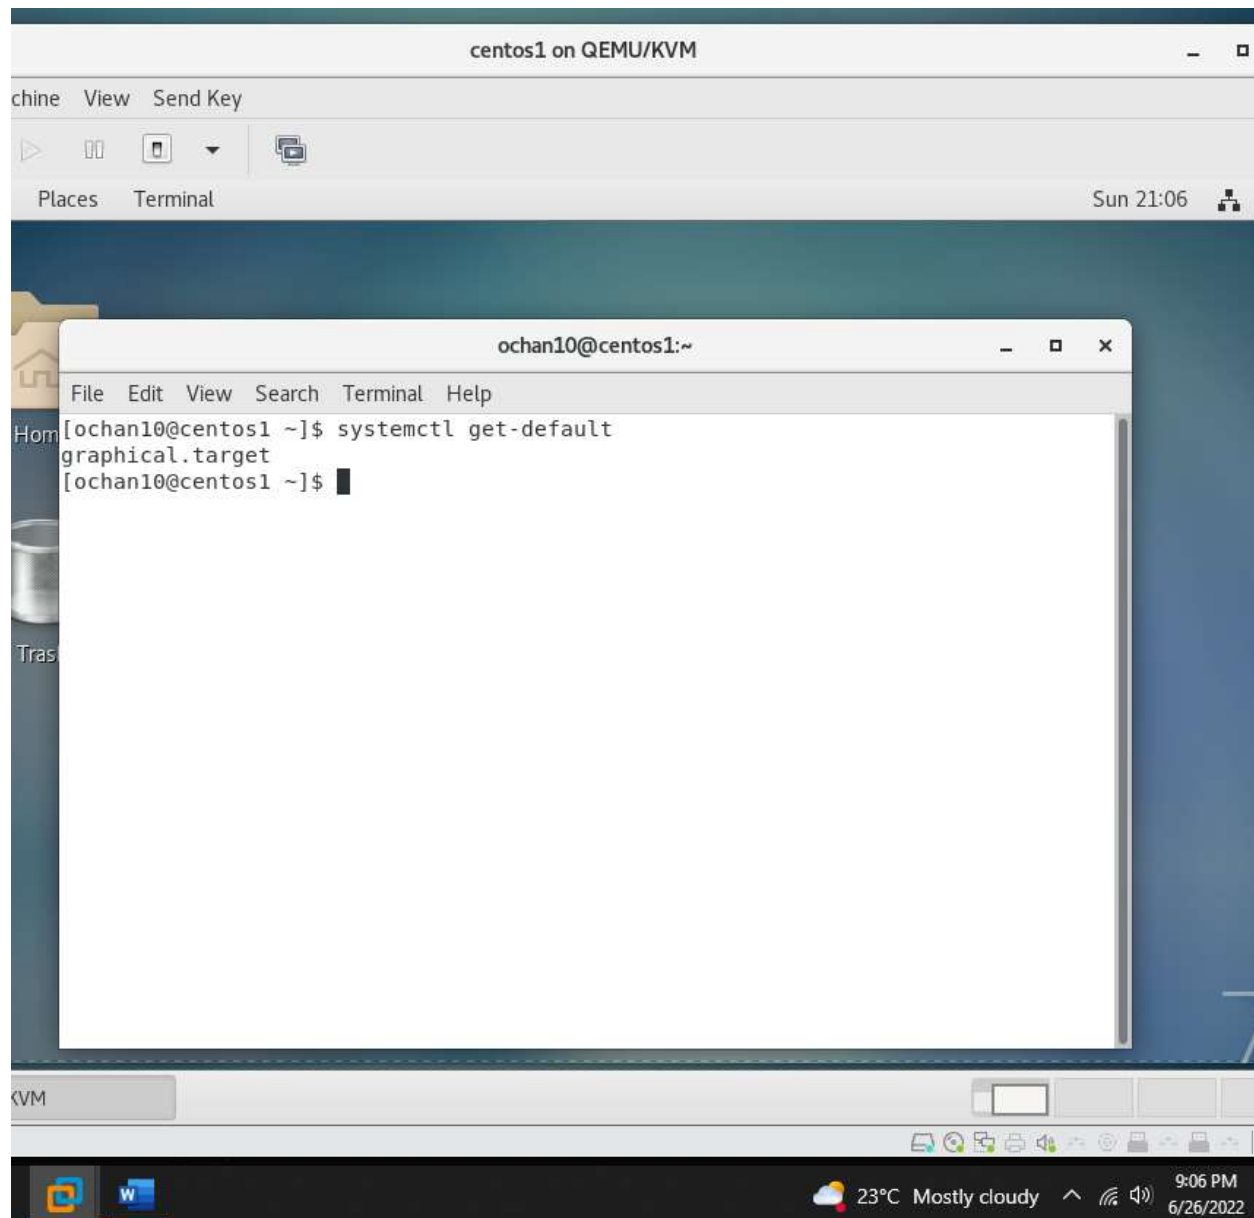 centos1 on QEMU/KVM
chine View Send Key
Places Terminal Sun 21:06
ochan10@centos1:~
File Edit View Search Terminal Help
Hom
[ochan10@centos1 ~]$ systemctl get-default
graphical.target
[ochan10@centos1 ~]$
Tras
KVM
W
23°C Mostly cloudy
9:06 PM
6/26/2022